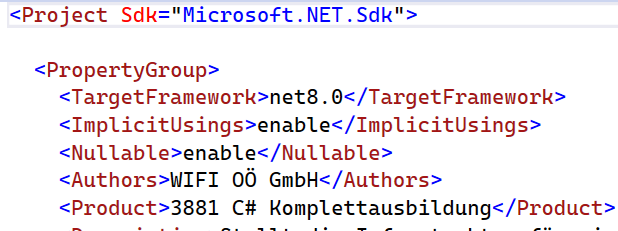 <Project Sdk="Microsoft.NET.Sdk">
<PropertyGroup>
<TargetFramework>net8.0</TargetFramework>
<ImplicitUsings>enable</ImplicitUsings>
<Nullable>enable</Nullable>
<Authors>WIFI OÖ GmbH</Authors>
<Product>3881 C# Komplettausbildung</Product>